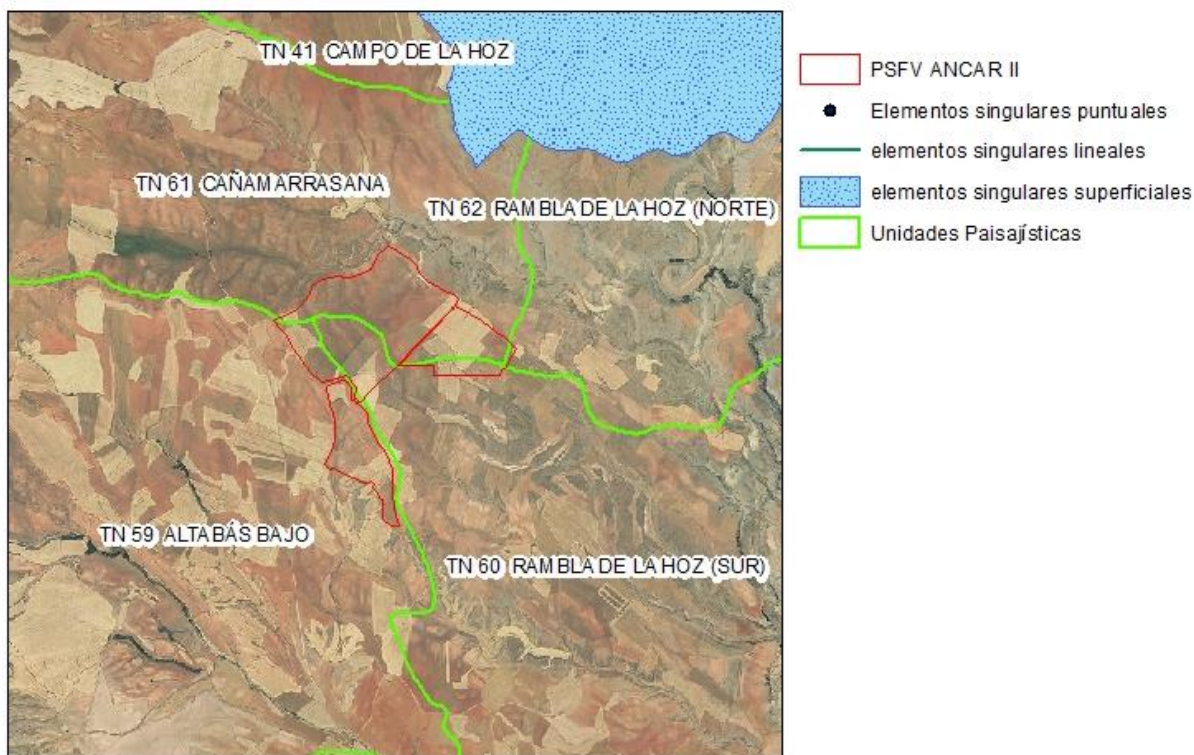 TN 41 CAMPO DE LA HOZ
TN 61 CAÑAMARRASANA
TN 62 RAMBLA DE LA HOZ (NORTE)
TN 59 ALTABÁS BAJO
TN 60 RAMBLA DE LA HOZ (SUR)
PSFV ANCAR II
Elementos singulares puntuales
elementos singulares lineales
elementos singulares superficiales
Unidades Paisajísticas